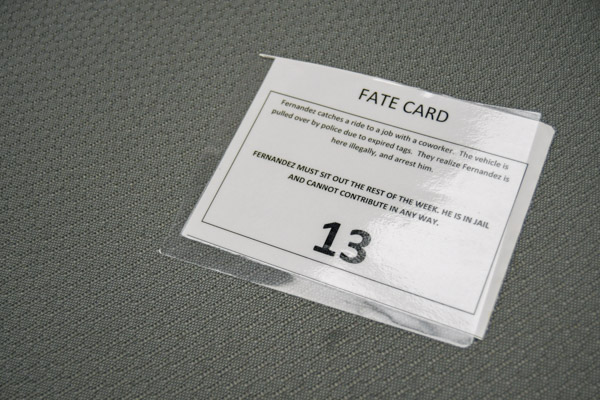 FATE CARD
Fernandez catches a ride to a job with a coworker. The vehicle is
pulled over by police due to expired tags. They realize Fernandez is
here illegally, and arrest him.
FERNANDEZ MUST SIT OUT THE REST OF THE WEEK. HE IS IN JAIL
AND CANNOT CONTRIBUTE IN ANY WAY.
13